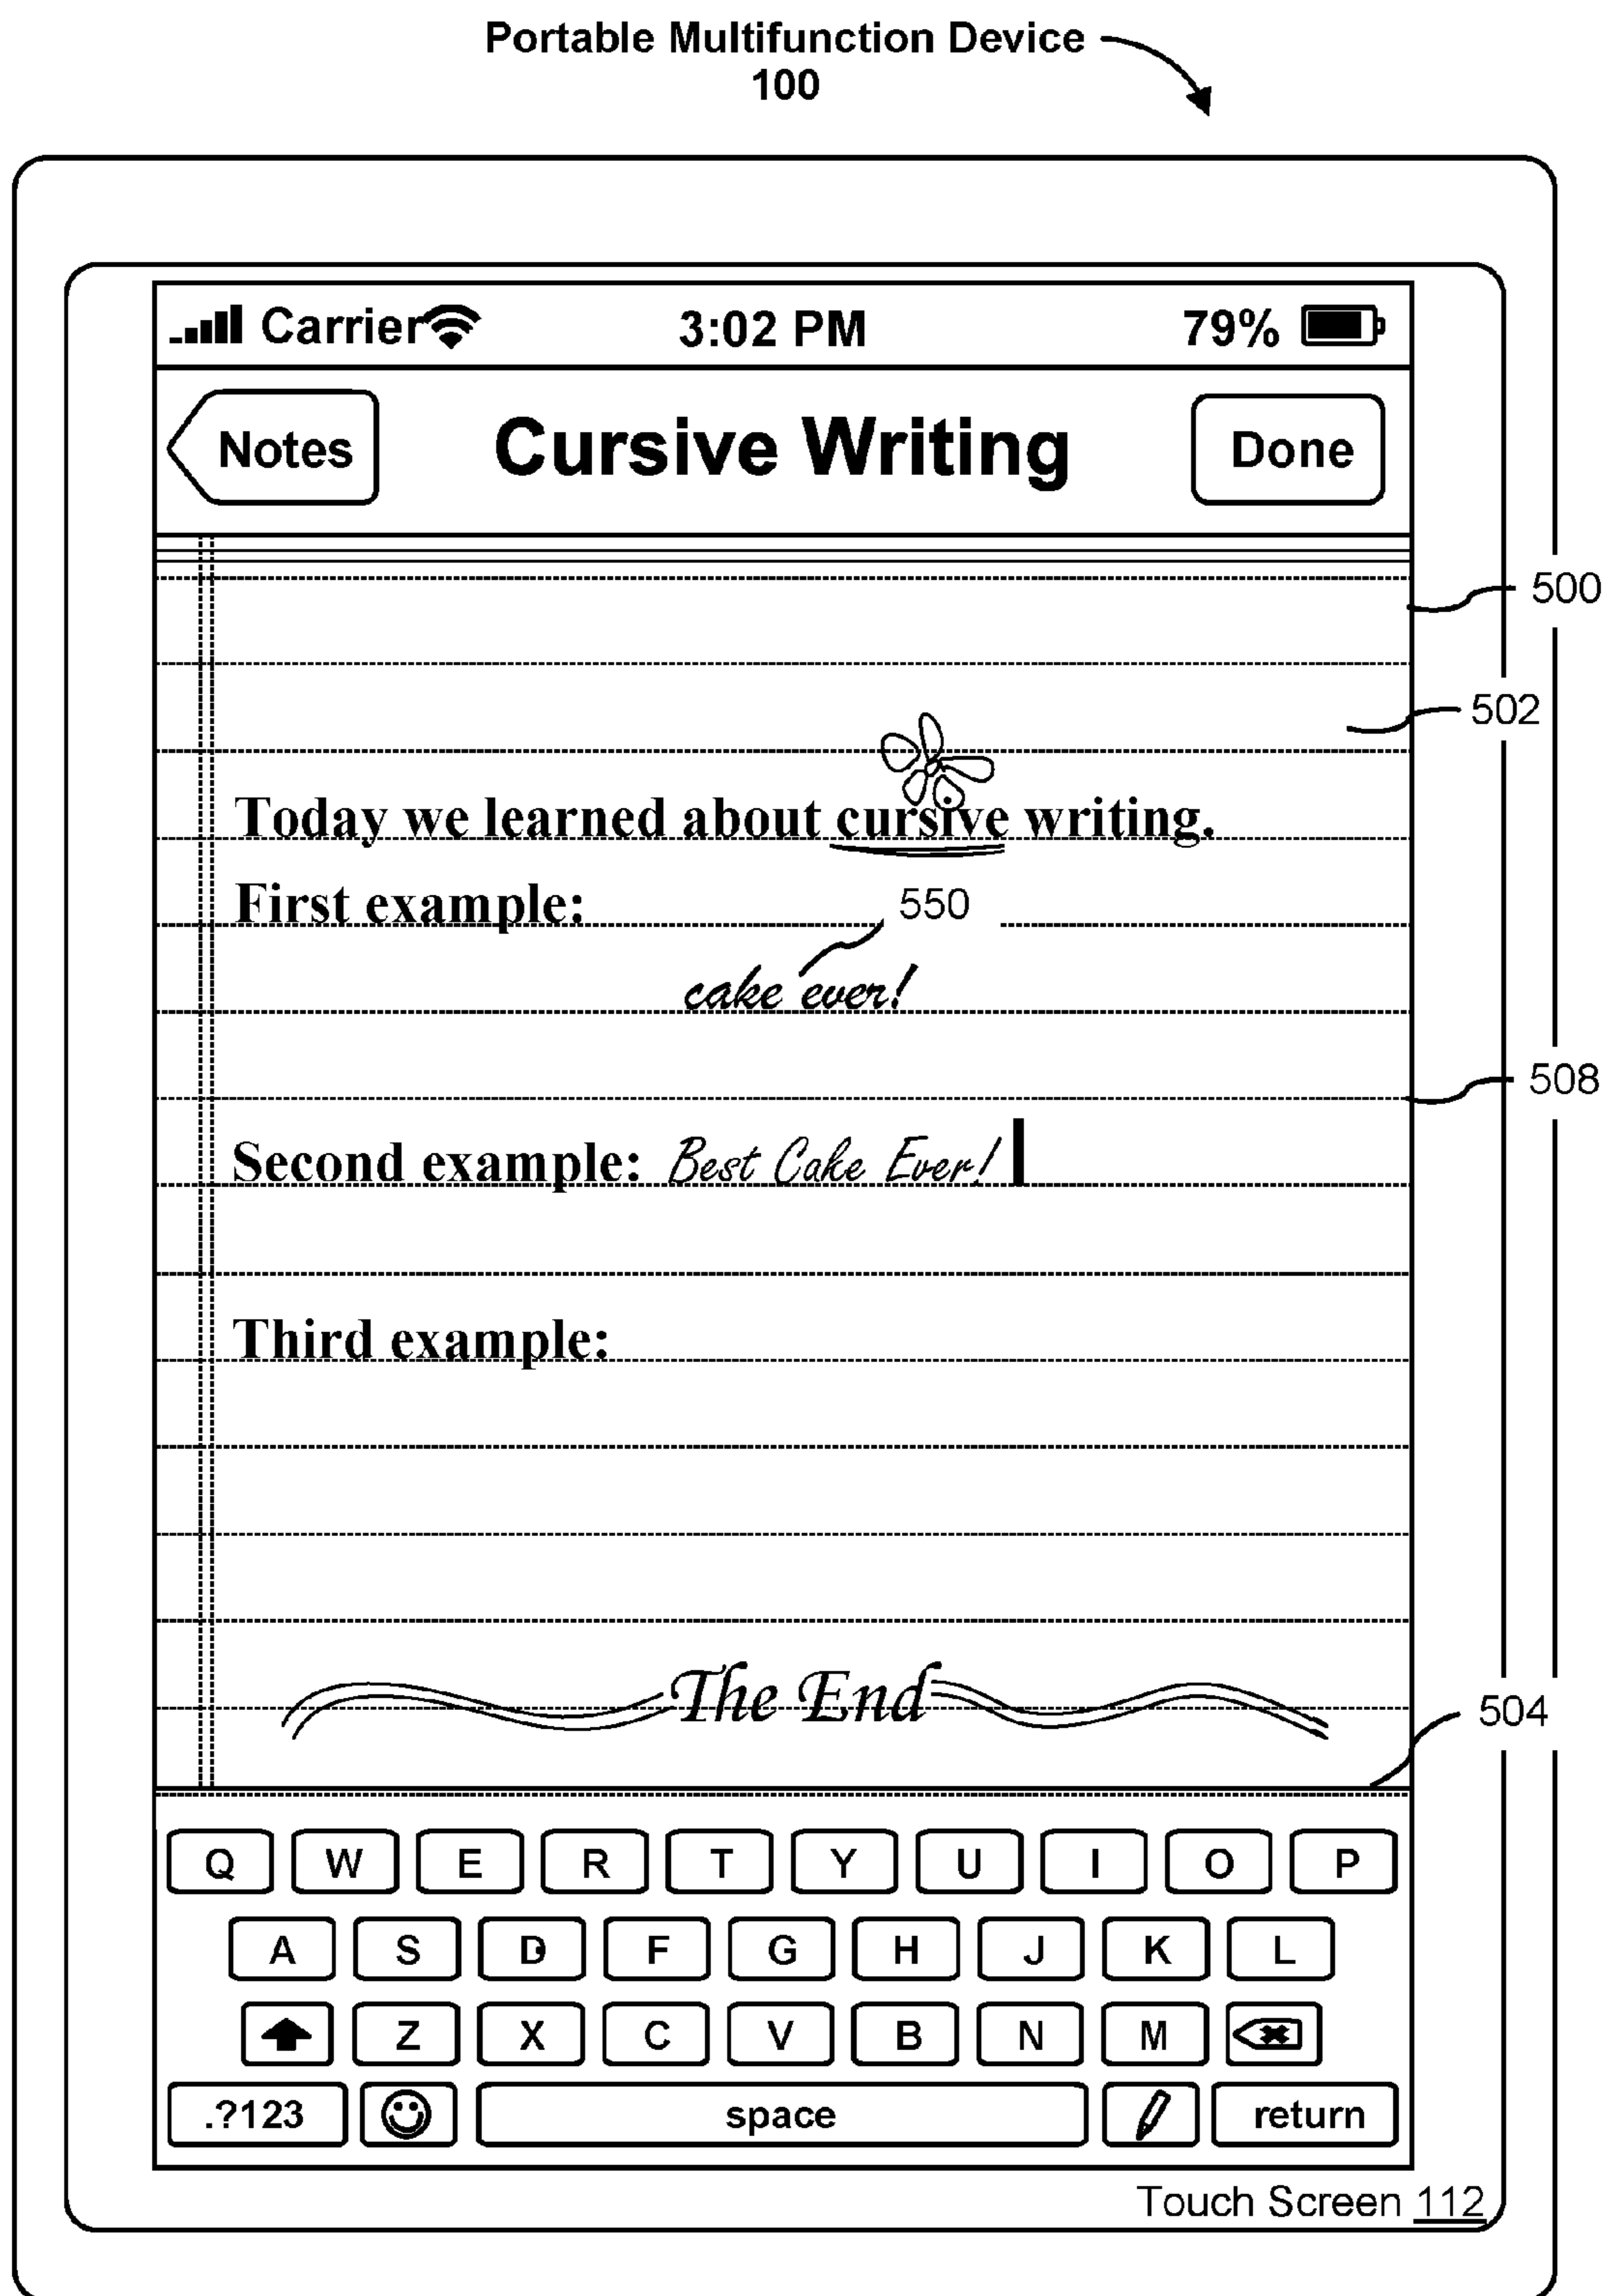 Portable Multifunction Device
100
Carrier 3:02 PM 79%
Notes Cursive Writing Done
500
502
Today we learned about cursive writing.
First example:
550
cake ever!
508
Second example: Best Cake Ever!
Third example:
The End
504
Q W E R T Y U I O P
A S D F G H J K L
Z X C V B N M
.?123 space return
Touch Screen 112